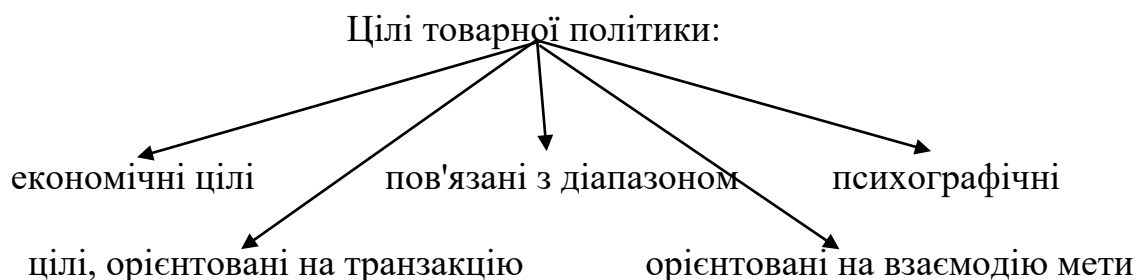 Цілі товарної політики:
економічні цілі пов'язані з діапазоном психографічні
цілі, орієнтовані на транзакцію орієнтовані на взаємодію мети